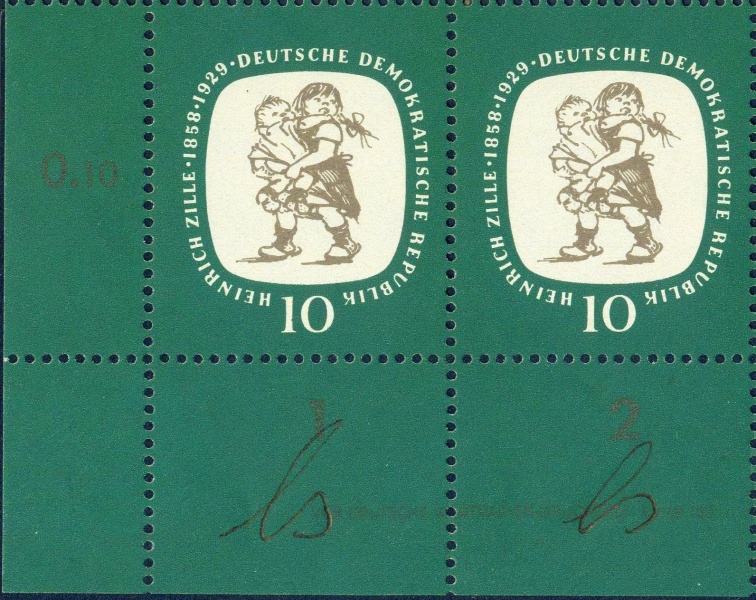 HEINRICH ZILLE · 1858 · 1929 · DEUTSCHE DEMOKRATISCHE REPUBLIK
10
HEINRICH ZILLE · 1858 · 1929 · DEUTSCHE DEMOKRATISCHE REPUBLIK
10
0.10
1
2